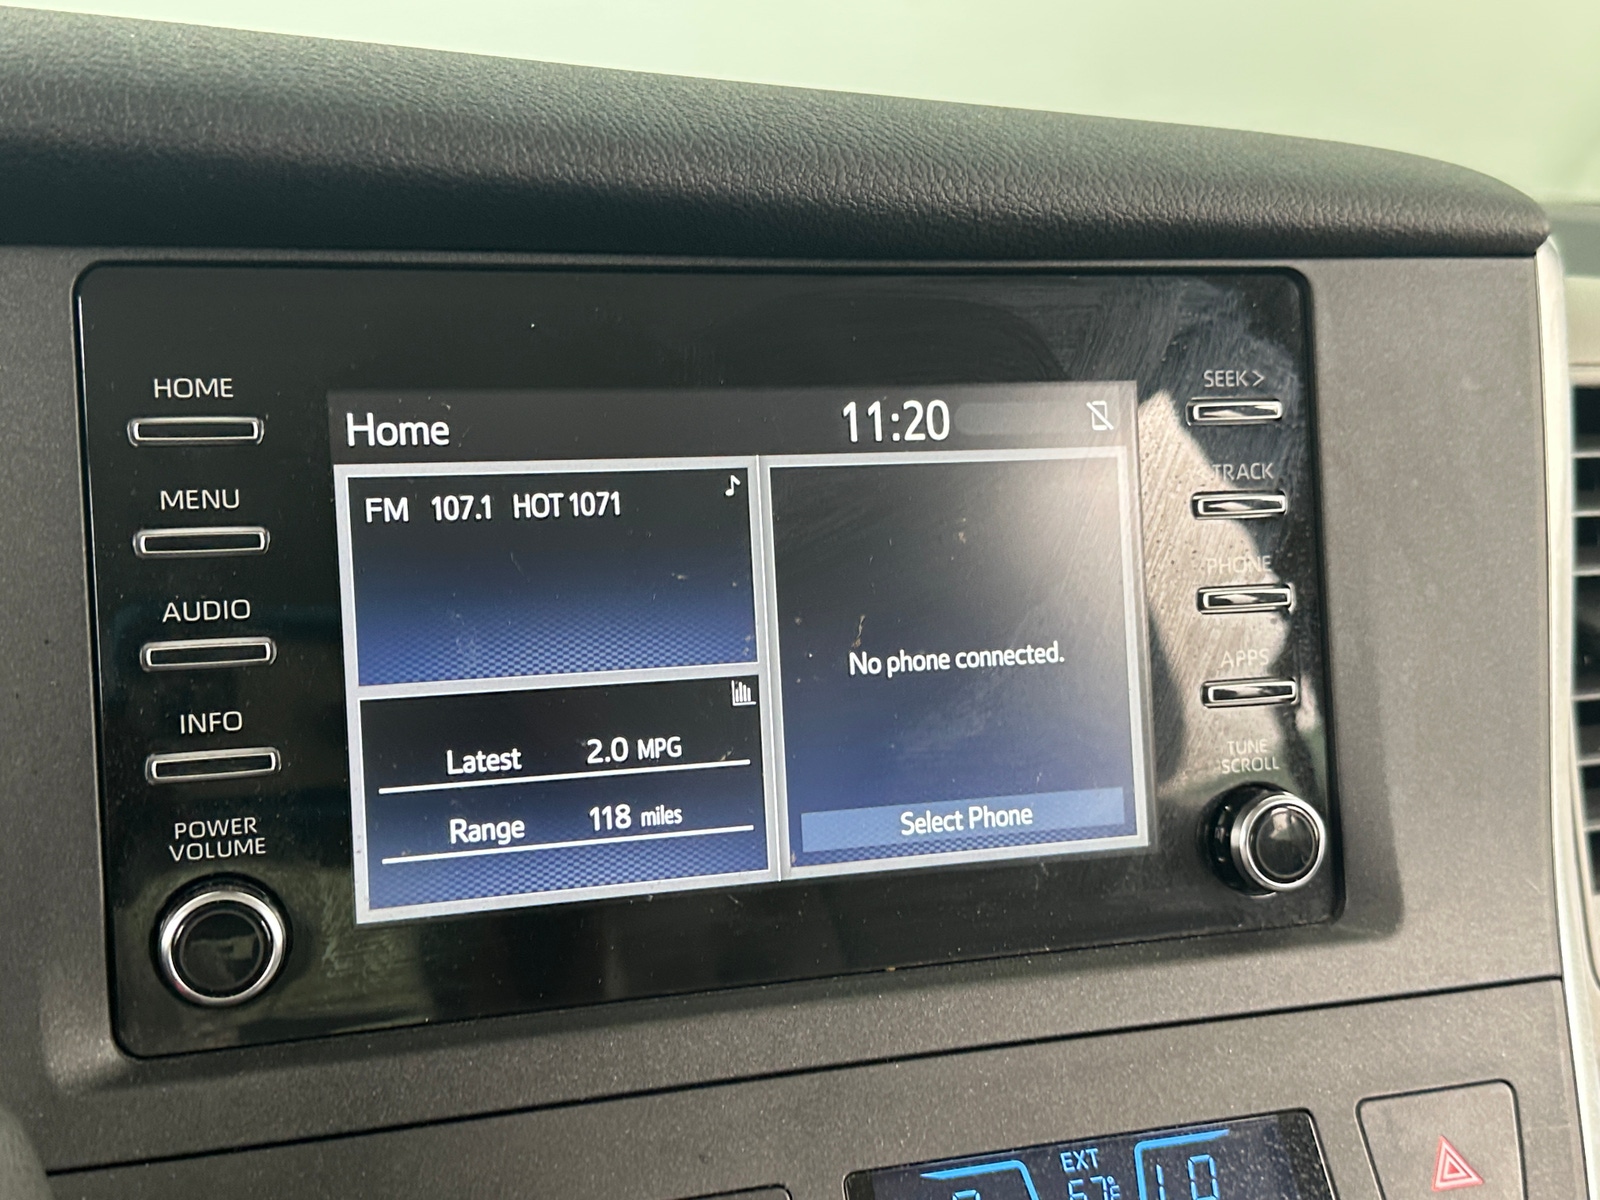 HOME
MENU
AUDIO
INFO
POWER
VOLUME
Home
11:20
FM 107.1 HOT 1071
Latest 2.0 MPG
Range 118 miles
No phone connected.
Select Phone
SEEK >
TRACK
PHONE
APPS
TUNE
SCROLL
EXT
67°F